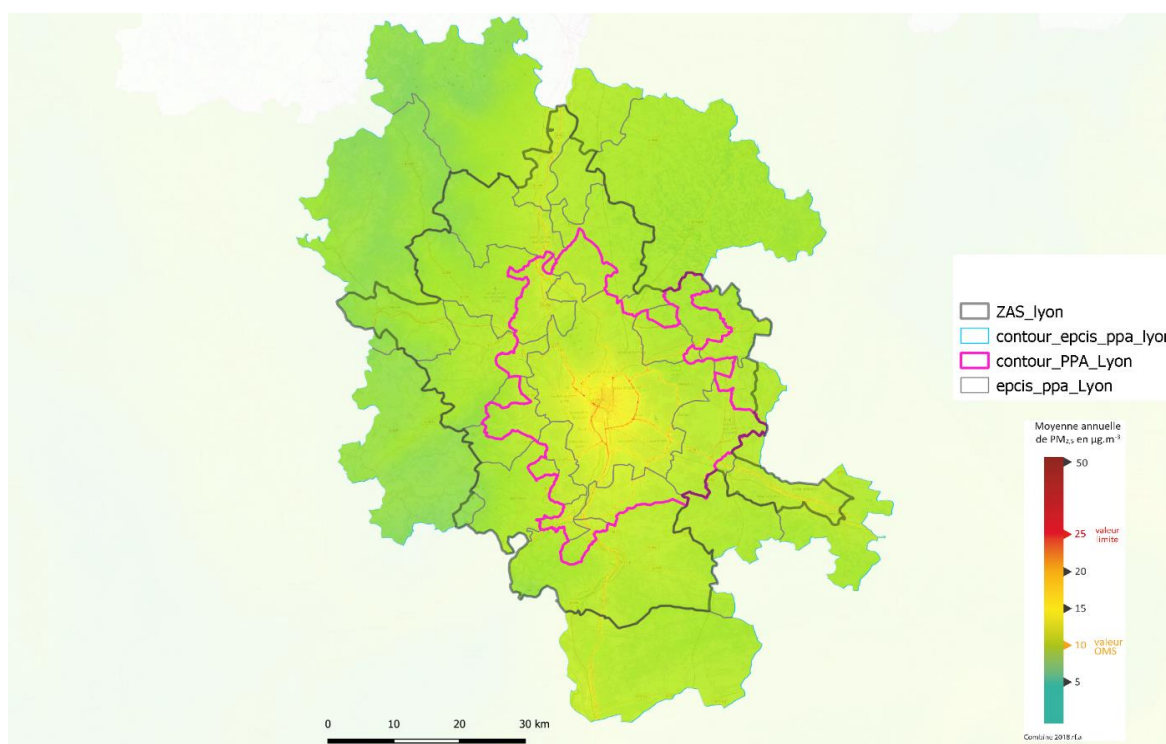 ZAS_lyon
contour_epcis_ppa_lyon
contour_PPA_Lyon
epcis_ppa_Lyon
Moyenne annuelle
de PM2,5 en µg.m-3
50
25 valeur
limite
20
15
10 valeur
OMS
5
0 10 20 30 km